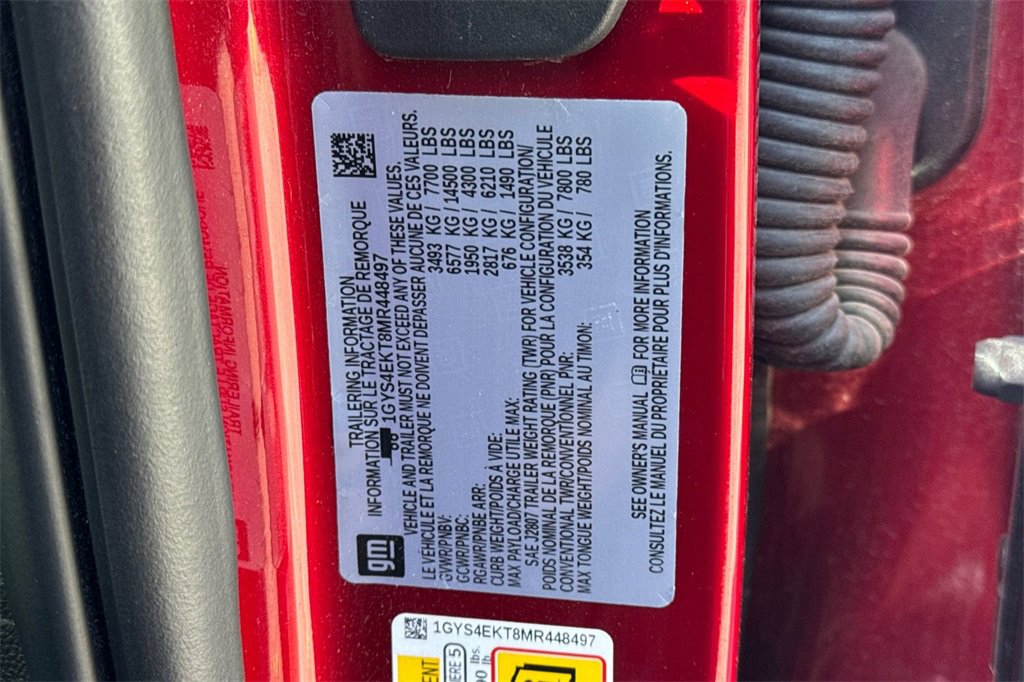 TRAILERING INFORMATION
INFORMATION SUR LE TRACTAGE DE REMORQUE
1GYS4EKT8MR448497
gm
VEHICLE AND TRAILER MUST NOT EXCEED ANY OF THESE VALUES.
LE VEHICULE ET LA REMORQUE NE DOIVENT DEPASSER AUCUNE DE CES VALEURS.
GVWR/PNBV: 3493 KG / 7700 LBS
GCWR/PNBC: 6577 KG / 14500 LBS
RGAWR/PNBE ARR: 1950 KG / 4300 LBS
CURB WEIGHT/POIDS À VIDE: 2817 KG / 6210 LBS
MAX PAYLOAD/CHARGE UTILE MAX: 676 KG / 1490 LBS
SAE J2807 TRAILER WEIGHT RATING (TWR) FOR VEHICLE CONFIGURATION/
POIDS NOMINAL DE LA REMORQUE (PNR) POUR LA CONFIGURATION DU VÉHICULE
CONVENTIONAL TWR/CONVENTIONNEL PNR: 3538 KG / 7800 LBS
MAX TONGUE WEIGHT/POIDS NOMINAL AU TIMON: 354 KG / 780 LBS
SEE OWNER'S MANUAL FOR MORE INFORMATION
CONSULTEZ LE MANUEL DU PROPRIETAIRE POUR PLUS D'INFORMATIONS.
1GYS4EKT8MR448497